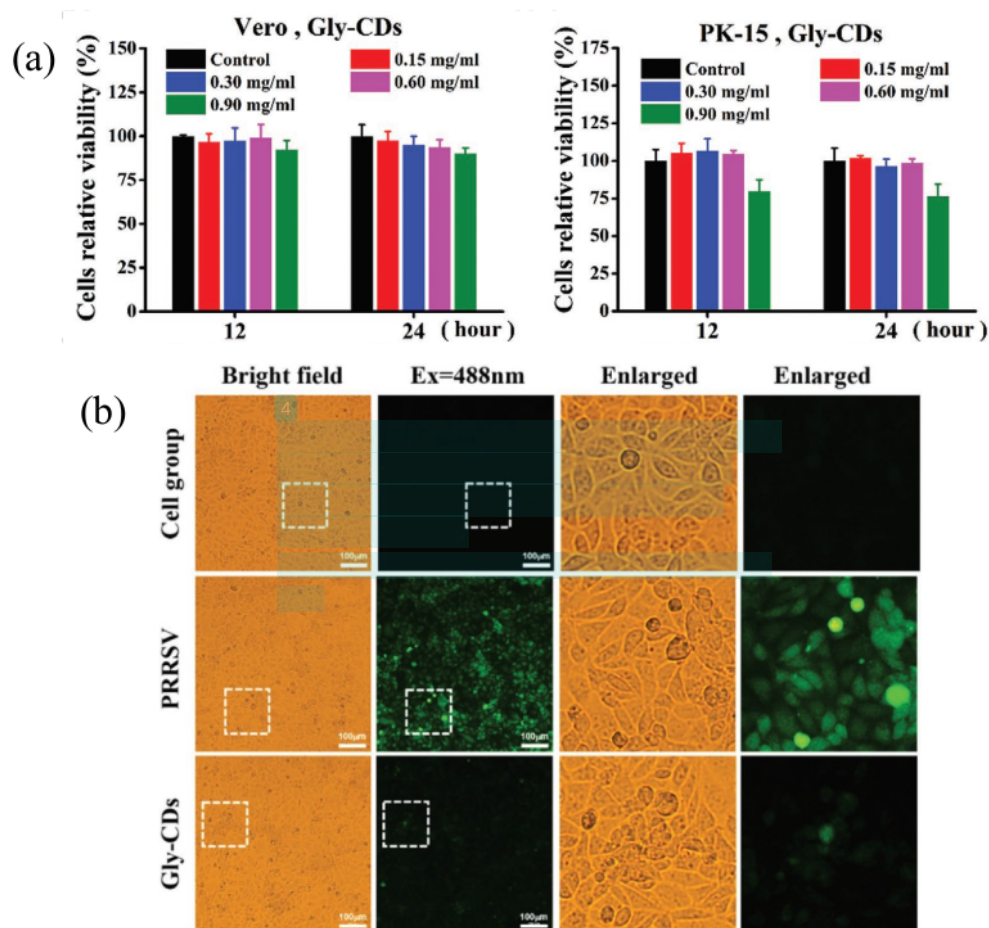 (a)
Vero , Gly-CDs
Cells relative viability (%)
150
125
100
75
50
25
0
Control
0.15 mg/ml
0.30 mg/ml
0.60 mg/ml
0.90 mg/ml
12
24
( hour )
PK-15 , Gly-CDs
Cells relative viability (%)
175
150
125
100
75
50
25
0
Control
0.15 mg/ml
0.30 mg/ml
0.60 mg/ml
0.90 mg/ml
12
24
( hour )
(b)
Bright field
Ex=488nm
Enlarged
Enlarged
Cell group
4
100μm
100μm
PRRSV
100μm
100μm
Gly-CDs
100μm
100μm